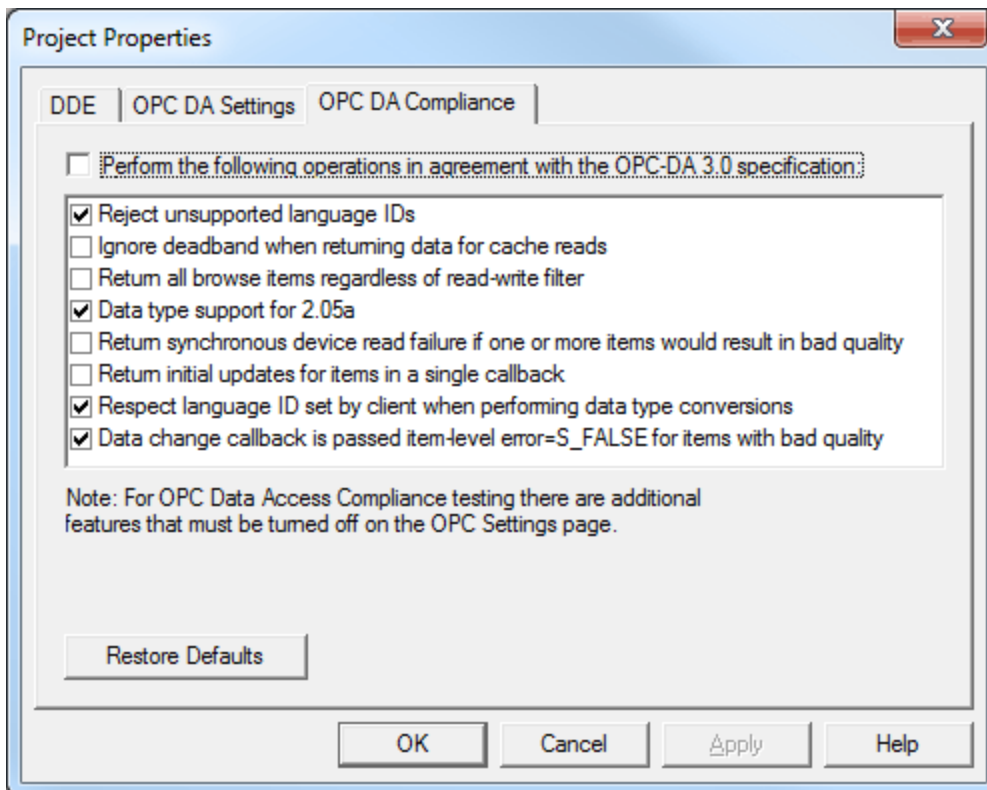 Project Properties
DDE OPC DA Settings OPC DA Compliance
Perform the following operations in agreement with the OPC-DA 3.0 specification:
Reject unsupported language IDs
Ignore deadband when returning data for cache reads
Return all browse items regardless of read-write filter
Data type support for 2.05a
Return synchronous device read failure if one or more items would result in bad quality
Return initial updates for items in a single callback
Respect language ID set by client when performing data type conversions
Data change callback is passed item-level error=S_FALSE for items with bad quality
Note: For OPC Data Access Compliance testing there are additional
features that must be turned off on the OPC Settings page.
Restore Defaults
OK Cancel Apply Help